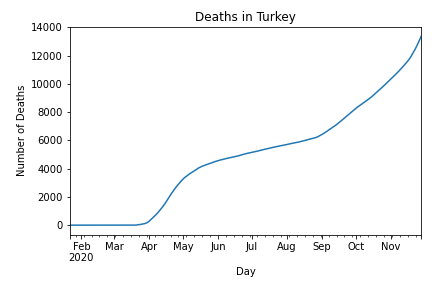 Deaths in Turkey
14000
12000
10000
8000
6000
4000
2000
0
Number of Deaths
Feb Mar Apr May Jun Jul Aug Sep Oct Nov
2020
Day